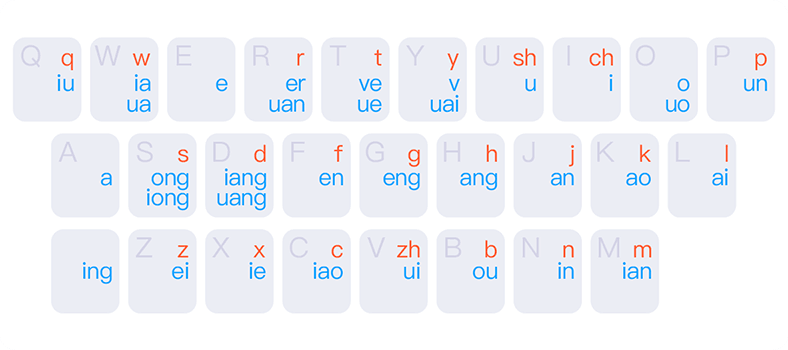 Q q W w E R r T t Y y U sh I ch O P p
iu ia e er ve v u i o un
ua uan ue uai uo
A S s D d F f G g H h J j K k L l
a ong iang en eng ang an ao ai
iong uang
Z z X x C c V zh B b N n M m
ing ei ie iao ui ou in ian